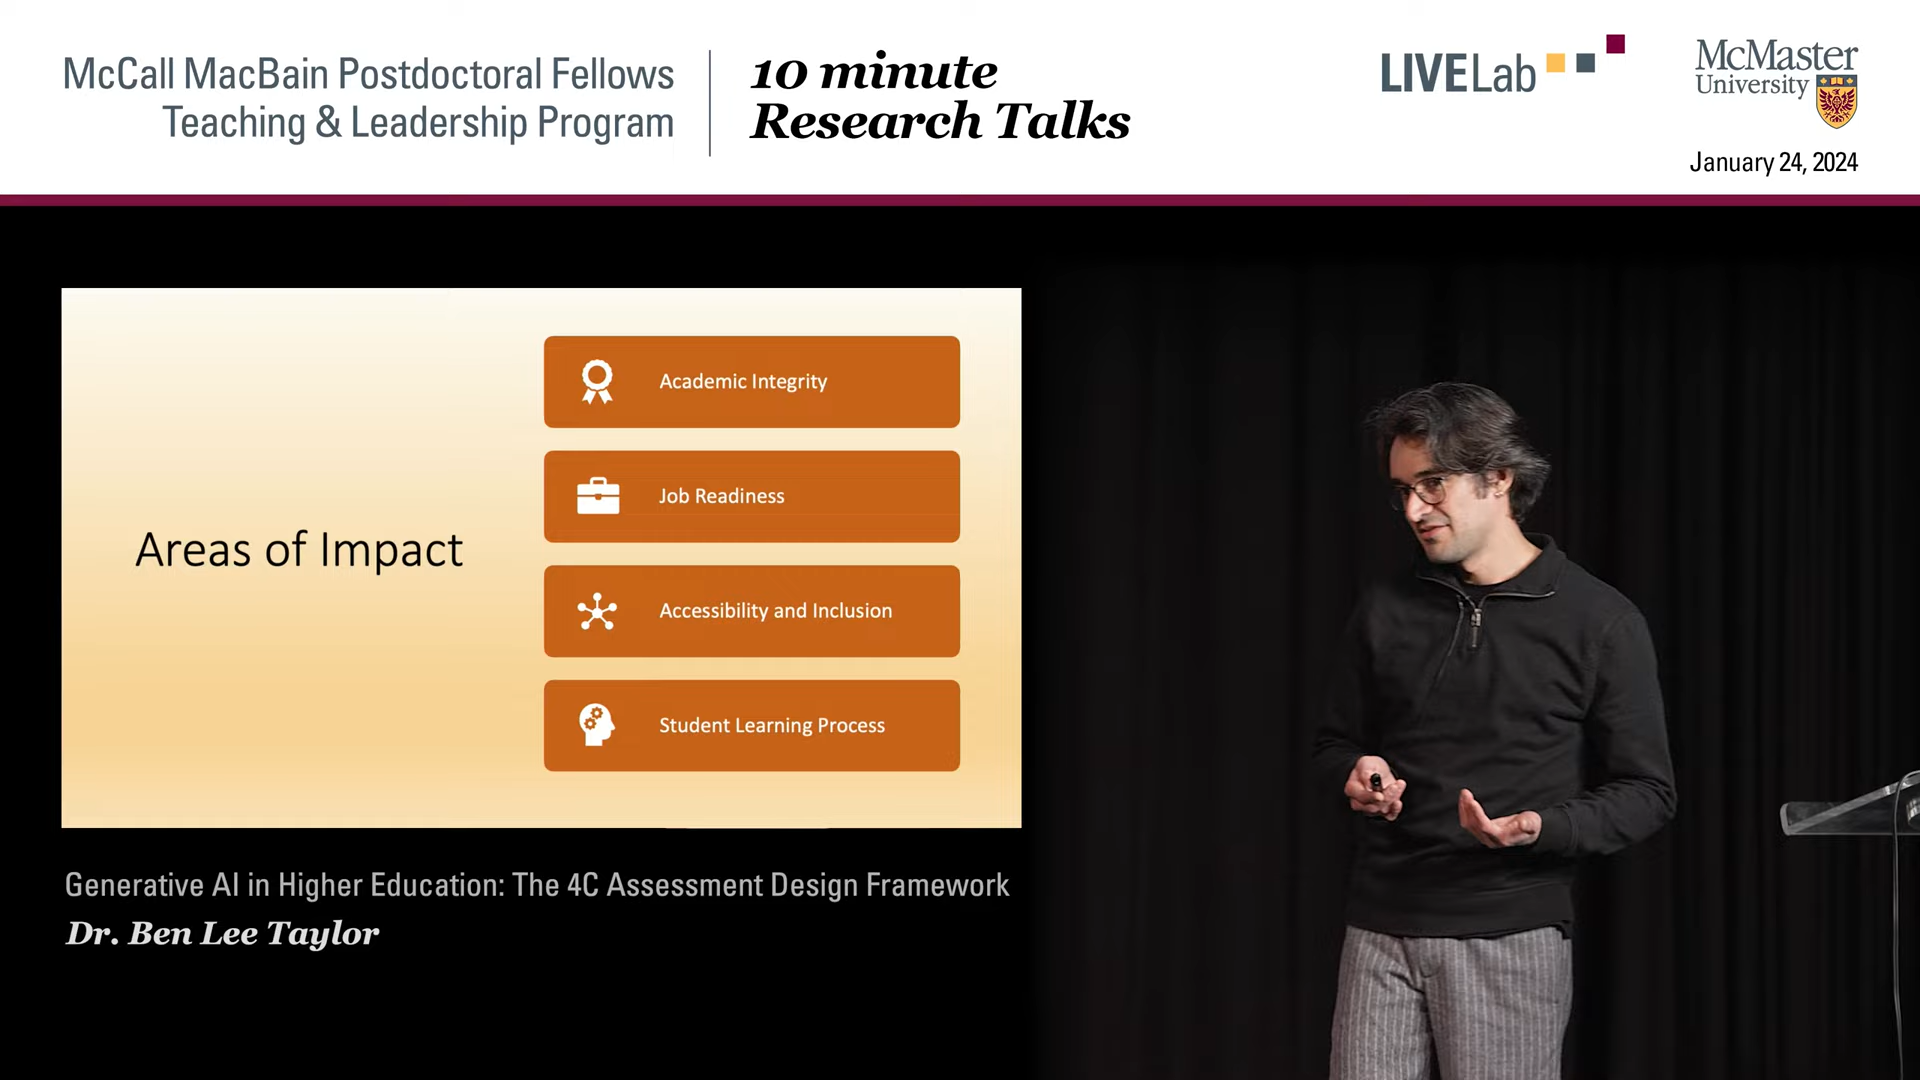 McCall MacBain Postdoctoral Fellows
Teaching & Leadership Program
10 minute
Research Talks
LIVELab
McMaster
University
January 24, 2024
Areas of Impact
Academic Integrity
Job Readiness
Accessibility and Inclusion
Student Learning Process
Generative AI in Higher Education: The 4C Assessment Design Framework
Dr. Ben Lee Taylor